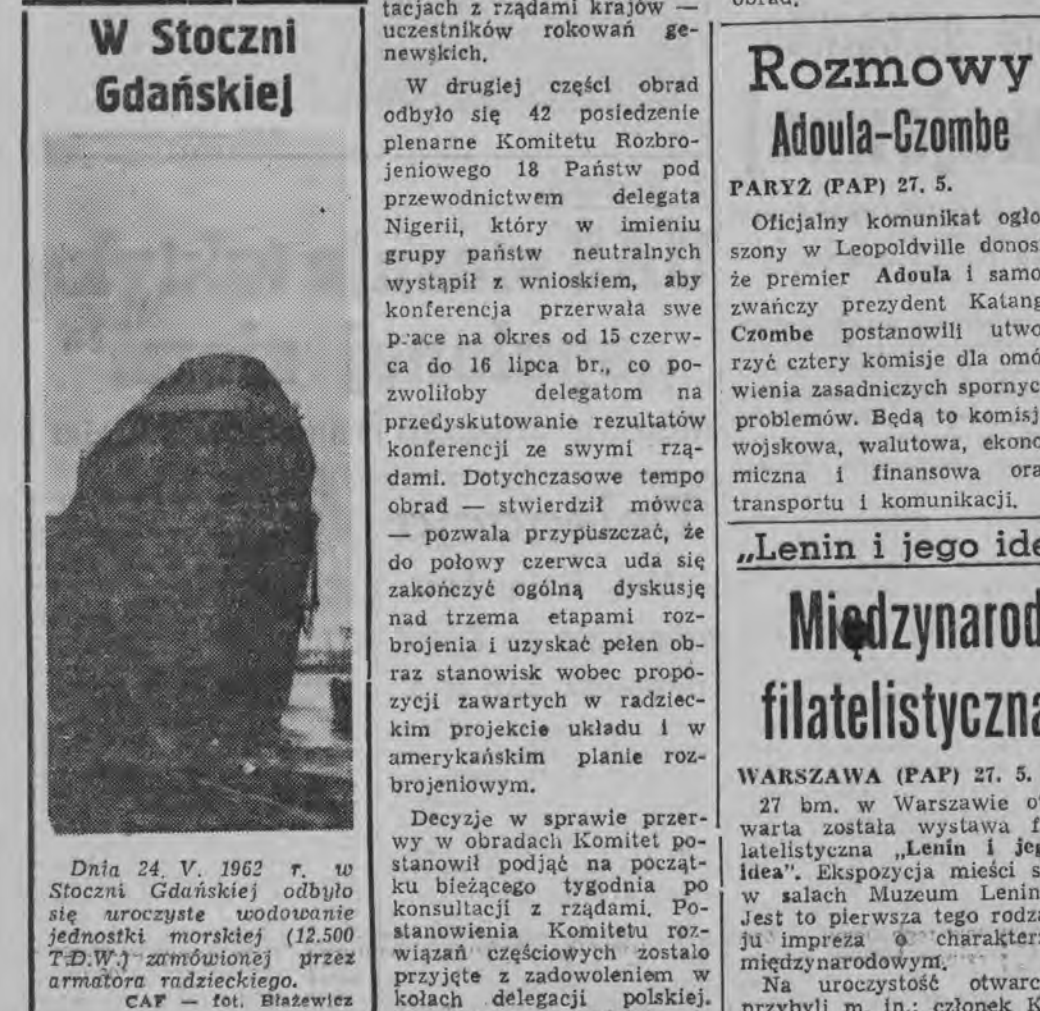 W Stoczni
Gdańskiej
Dnia 24. V. 1962 r. w
Stoczni Gdańskiej odbyło
się uroczyste wodowanie
jednostki morskiej (12.500
T.D.W.) zamówionej przez
armatora radzieckiego.
CAF — fot. Błażewicz
tacjach z rządami krajów —
uczestników rokowań ge-
newskich.
W drugiej części obrad
odbyło się 42 posiedzenie
plenarne Komitetu Rozbro-
jeniowego 18 Państw pod
przewodnictwem delegata
Nigerii, który w imieniu
grupy państw neutralnych
wystąpił z wnioskiem, aby
konferencja przerwała swe
prace na okres od 15 czerw-
ca do 16 lipca br., co po-
zwoliłoby delegatom na
przedyskutowanie rezultatów
konferencji ze swymi rzą-
dami. Dotychczasowe tempo
obrad — stwierdził mówca
— pozwala przypuszczać, że
do połowy czerwca uda się
zakończyć ogólną dyskusję
nad trzema etapami roz-
brojenia i uzyskać pełen ob-
raz stanowisk wobec propo-
zycji zawartych w radziec-
kim projekcie układu i w
amerykańskim planie roz-
brojeniowym.
Decyzje w sprawie przer-
wy w obradach Komitet po-
stanowił podjąć na począt-
ku bieżącego tygodnia po
konsultacji z rządami. Po-
stanowienia Komitetu roz-
wiązań częściowych zostało
przyjęte z zadowoleniem w
kołach delegacji polskiej.
obrad.
Rozmowy
Adoula-Czombe
PARYŻ (PAP) 27. 5.
Oficjalny komunikat ogło
szony w Leopoldville donos
że premier Adoula i samo
zwańczy prezydent Katang
Czombe postanowili utwo
rzyć cztery komisje dla omó
wienia zasadniczych spornyc
problemów. Będą to komisj
wojskowa, walutowa, ekono
miczna i finansowa ora
transportu i komunikacji.
„Lenin i jego ide
Międzynarod
filatelistyczna
WARSZAWA (PAP) 27. 5.
27 bm. w Warszawie o
warta została wystawa f
latelistyczna „Lenin i jeg
idea”. Ekspozycja mieści s
w salach Muzeum Lenin
Jest to pierwsza tego rodza
ju impreza o charakter
międzynarodowym.
Na uroczystość otwarc
przybyli m. in.: członek K